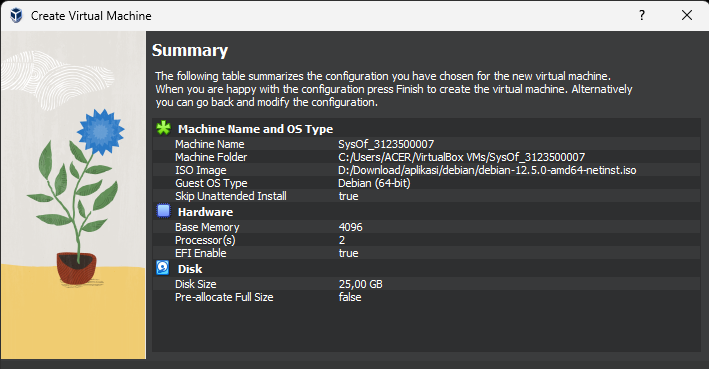 Create Virtual Machine
?
Summary
The following table summarizes the configuration you have chosen for the new virtual machine.
When you are happy with the configuration press Finish to create the virtual machine. Alternatively
you can go back and modify the configuration.
Machine Name and OS Type
Machine Name SysOf_3123500007
Machine Folder C:/Users/ACER/VirtualBox VMs/SysOf_3123500007
ISO Image D:/Download/aplikasi/debian/debian-12.5.0-amd64-netinst.iso
Guest OS Type Debian (64-bit)
Skip Unattended Install true
Hardware
Base Memory 4096
Processor(s) 2
EFI Enable true
Disk
Disk Size 25,00 GB
Pre-allocate Full Size false